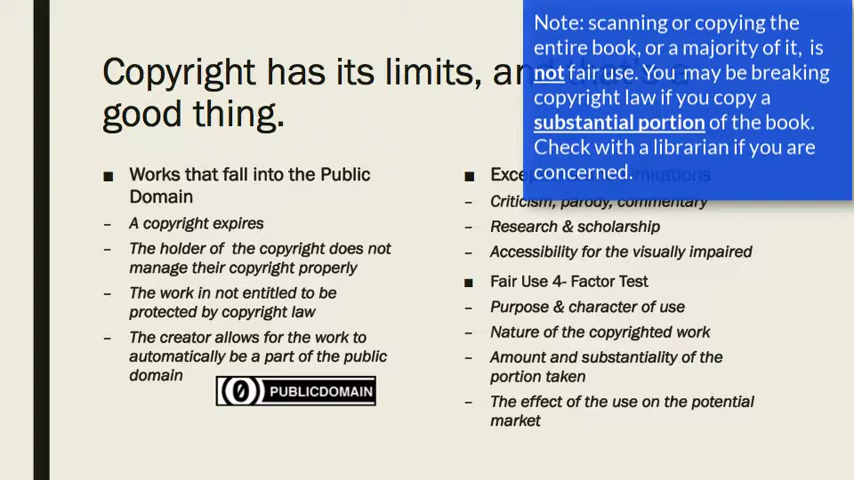 Copyright has its limits, and that's a
good thing.
■ Works that fall into the Public
Domain
– A copyright expires
– The holder of the copyright does not
manage their copyright properly
– The work in not entitled to be
protected by copyright law
– The creator allows for the work to
automatically be a part of the public
domain
PUBLICDOMAIN
Note: scanning or copying the
entire book, or a majority of it, is
not fair use. You may be breaking
copyright law if you copy a
substantial portion of the book.
Check with a librarian if you are
concerned.
– Criticism, parody, commentary
– Research & scholarship
– Accessibility for the visually impaired
■ Fair Use 4- Factor Test
– Purpose & character of use
– Nature of the copyrighted work
– Amount and substantiality of the
portion taken
– The effect of the use on the potential
market